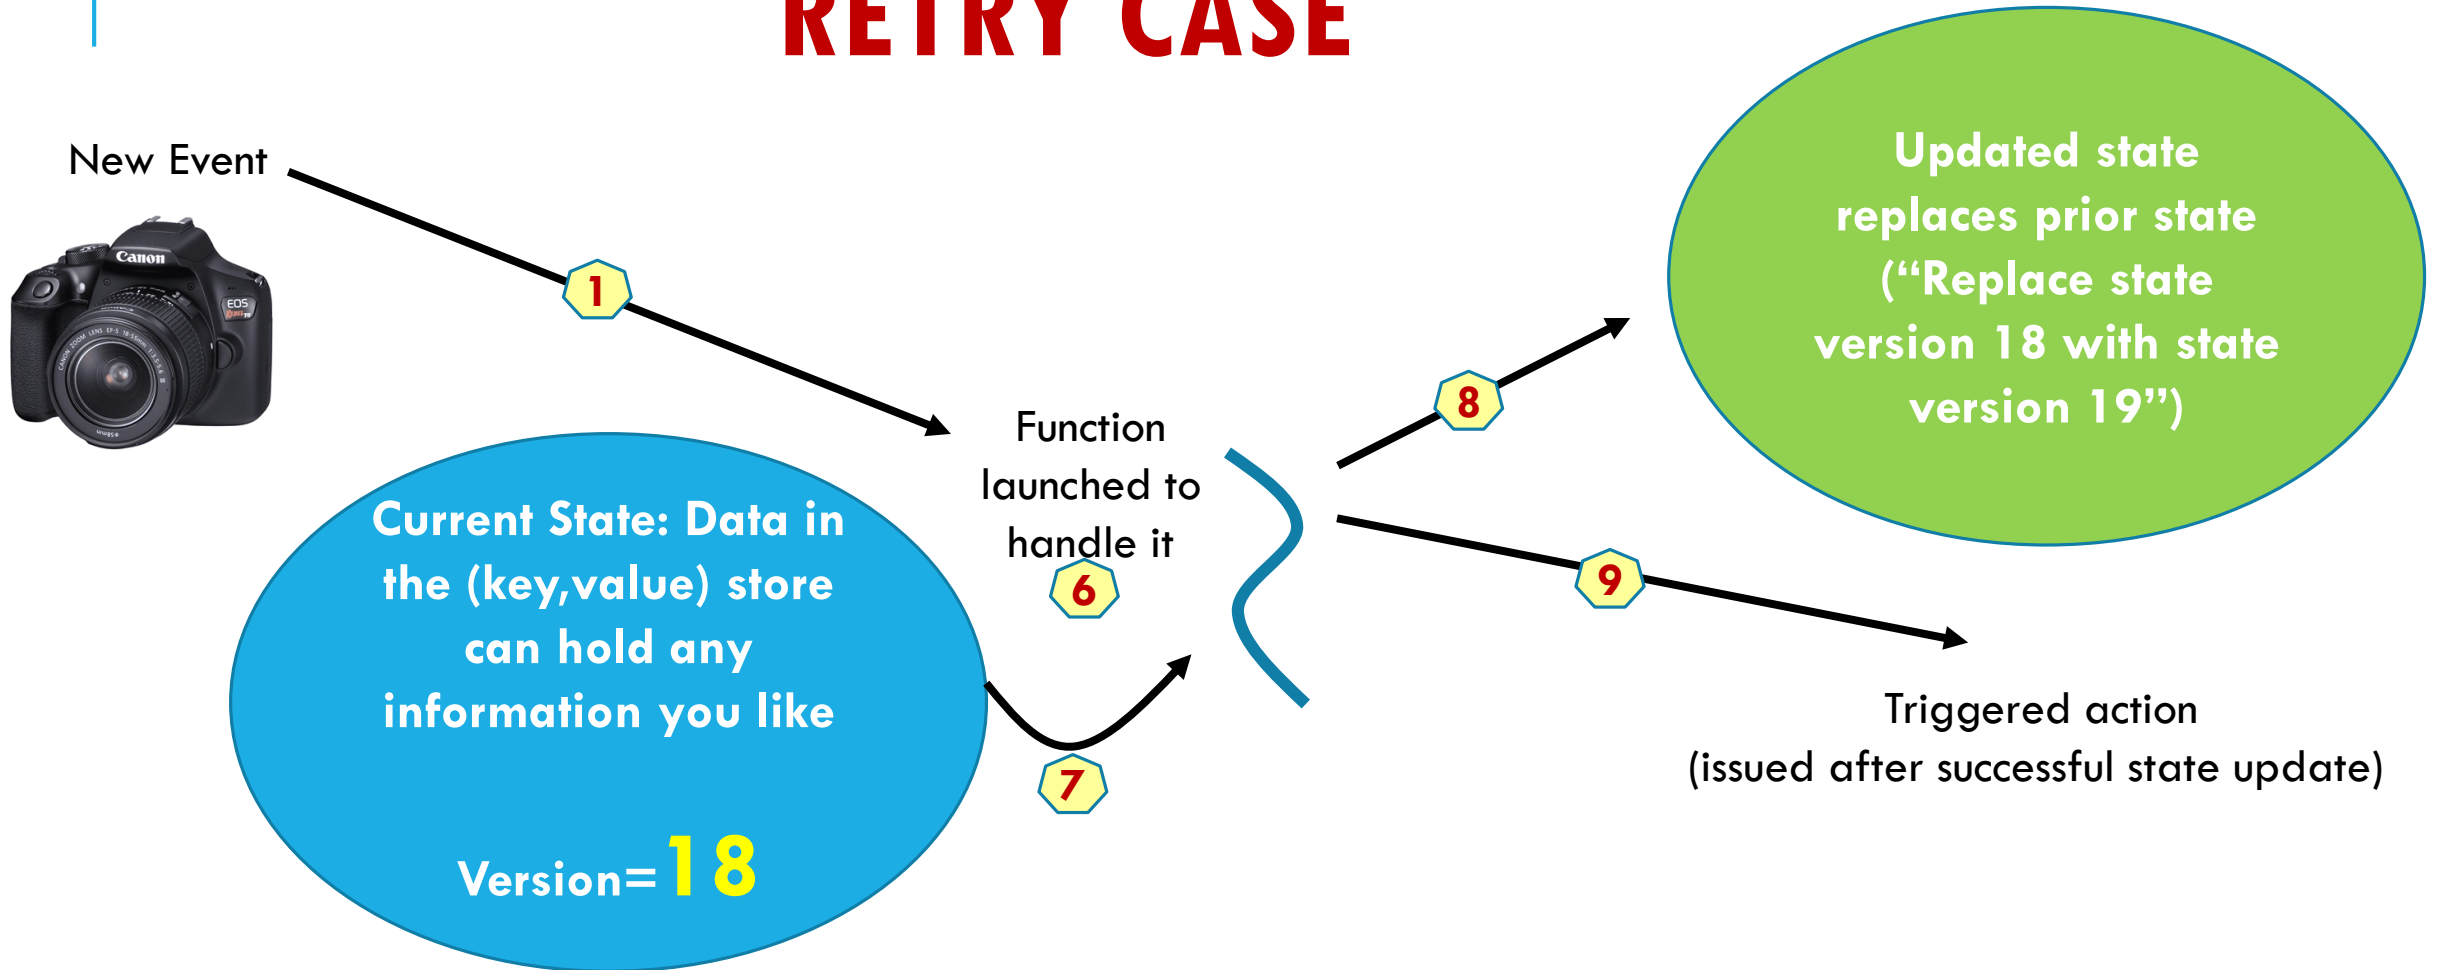 RETRY CASE
New Event
Canon
EOS
1
Updated state
replaces prior state
(“Replace state
version 18 with state
version 19”)
8
Function
launched to
handle it
6
Current State: Data in
the (key,value) store
can hold any
information you like
Version=18
7
9
Triggered action
(issued after successful state update)